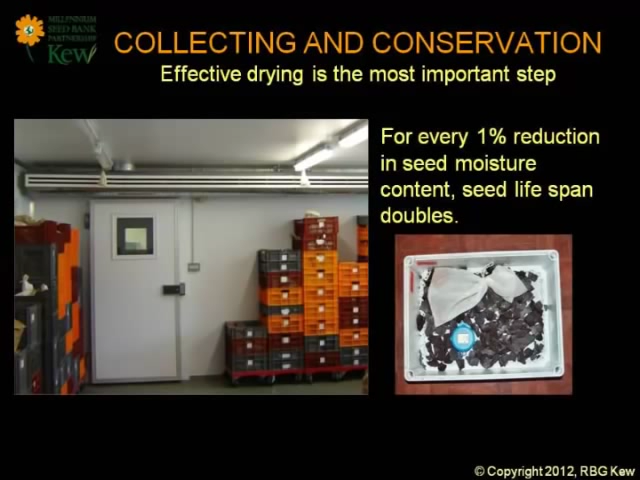 MILLENNIUM
SEED BANK
PARTNERSHIP
Kew
COLLECTING AND CONSERVATION
Effective drying is the most important step
For every 1% reduction
in seed moisture
content, seed life span
doubles.
© Copyright 2012, RBG Kew